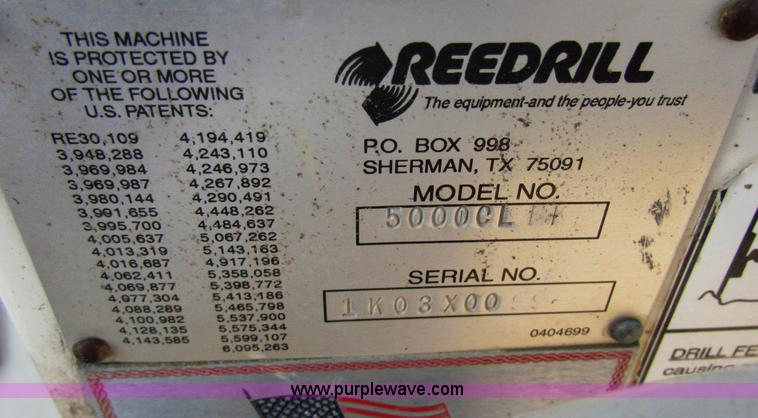 THIS MACHINE
IS PROTECTED BY
ONE OR MORE
OF THE FOLLOWING
U.S. PATENTS:
RE30,109 4,194,419
3,948,288 4,243,110
3,969,984 4,246,973
3,969,987 4,267,892
3,980,144 4,290,491
3,991,655 4,448,262
3,995,700 4,484,637
4,005,637 5,067,262
4,013,319 5,143,163
4,016,687 4,917,196
4,062,411 5,358,058
4,069,877 5,398,772
4,977,304 5,413,186
4,088,289 5,465,798
4,100,982 5,537,900
4,128,135 5,575,344
4,143,585 5,599,107
6,095,263
REEDRILL
The equipment-and the people-you trust
P.O. BOX 998
SHERMAN, TX 75091
MODEL NO.
SERIAL NO.
0404699
DRILL
causing
www.purplewave.com